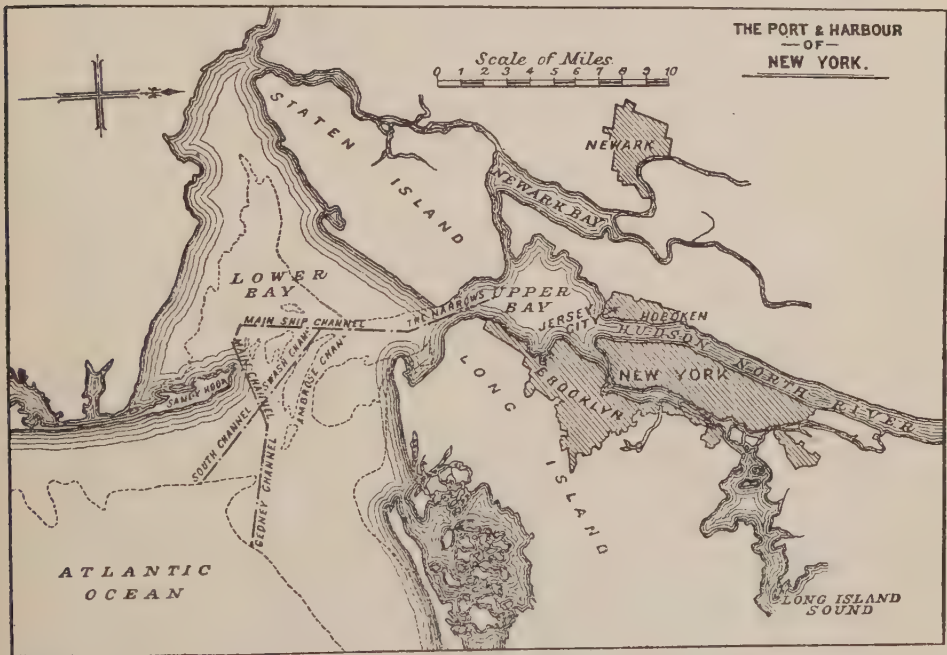 THE PORT & HARBOUR
— OF —
NEW YORK.
Scale of Miles.
0 1 2 3 4 5 6 7 8 9 10
STATEN
ISLAND
NEWARK
NEWARK BAY
LOWER
BAY
UPPER
BAY
THE NARROWS
MAIN SHIP CHANNEL
JERSEY
CITY
HOBOKEN
HUDSON
NORTH RIVER
NEW YORK
BROOKLYN
SANDY HOOK
MAIN CHANNEL
SWASH CHAN.
AMBROSE CHAN.
SOUTH CHANNEL
GEDNEY CHANNEL
LONG
ISLAND
ATLANTIC
OCEAN
LONG ISLAND
SOUND